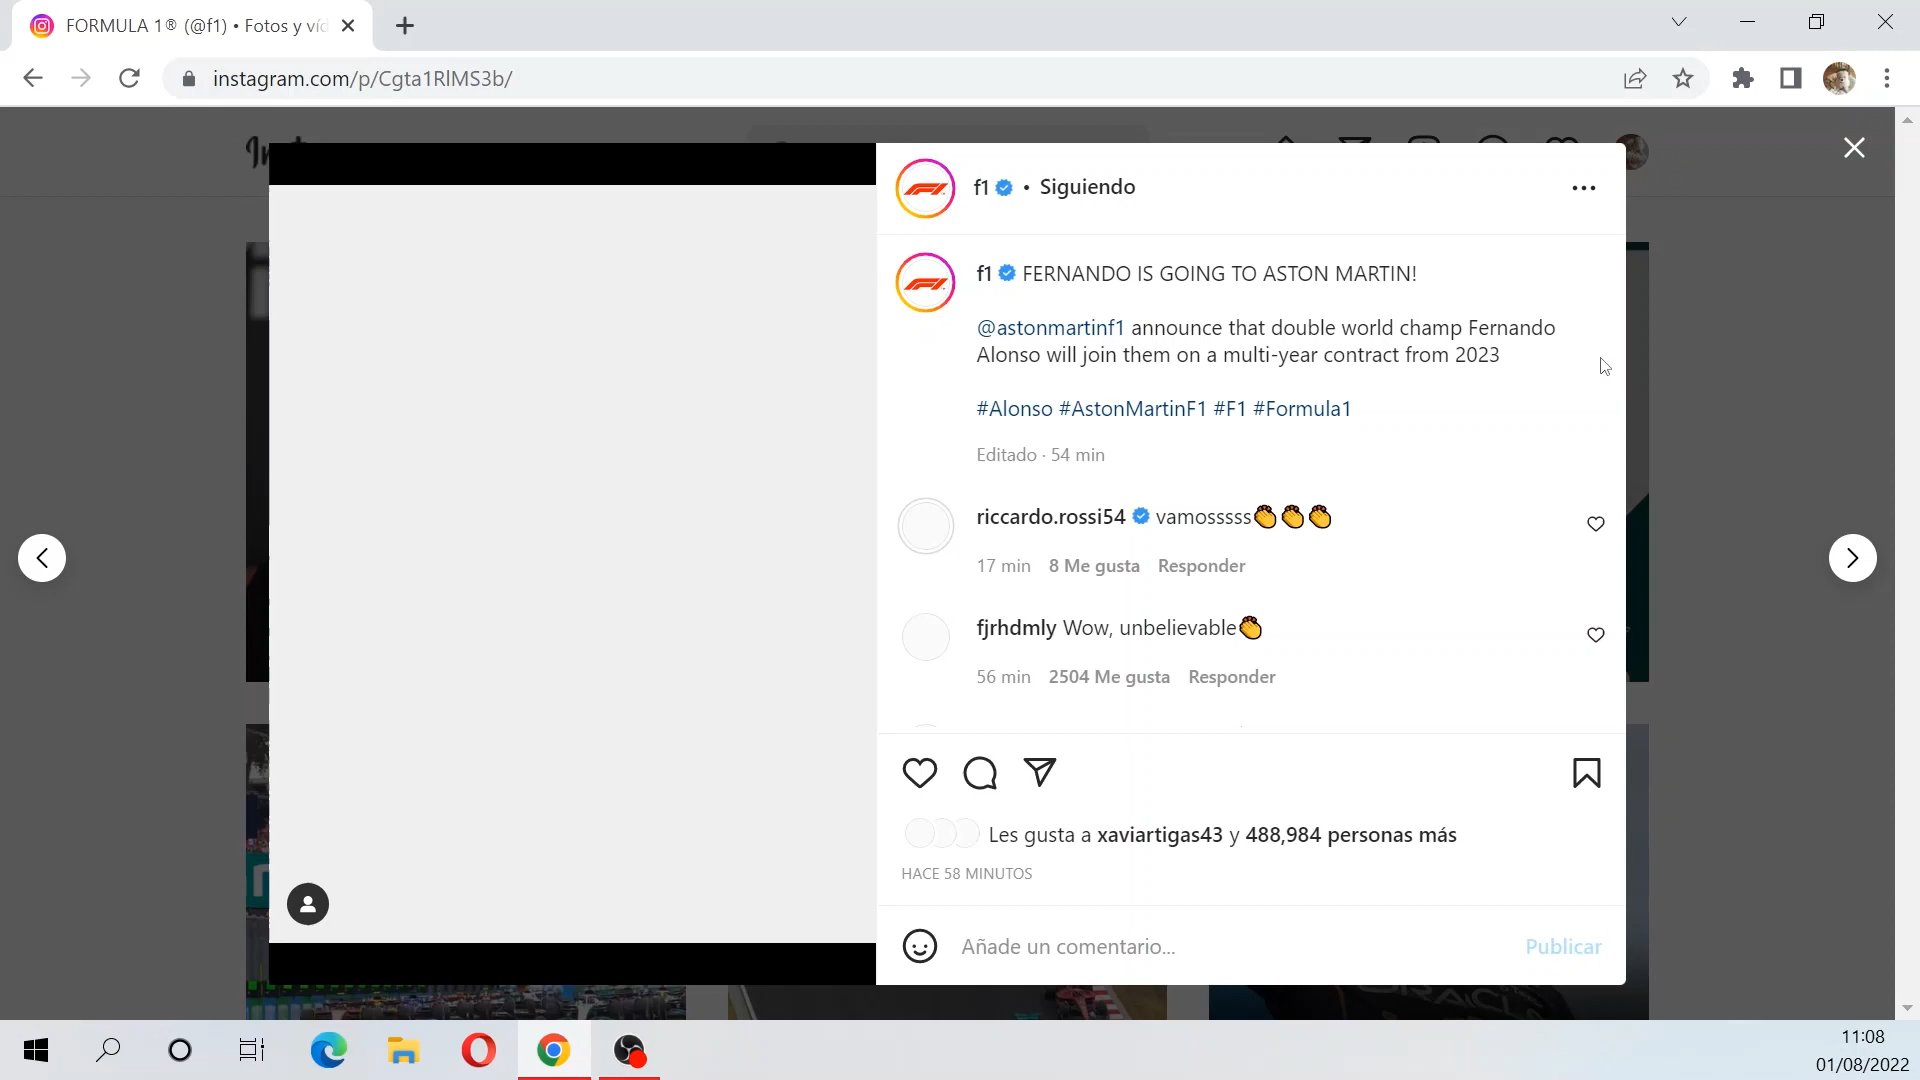 FORMULA 1® (@f1) • Fotos y víd
instagram.com/p/Cgta1RlMS3b/
f1 • Siguiendo
f1 FERNANDO IS GOING TO ASTON MARTIN!
@astonmartinf1 announce that double world champ Fernando
Alonso will join them on a multi-year contract from 2023
#Alonso #AstonMartinF1 #F1 #Formula1
Editado · 54 min
riccardo.rossi54 vamosssss👏👏👏
17 min 8 Me gusta Responder
fjrhdmly Wow, unbelievable👏
56 min 2504 Me gusta Responder
Les gusta a xaviartigas43 y 488,984 personas más
HACE 58 MINUTOS
Añade un comentario...
Publicar
ORACL
11:08
01/08/2022